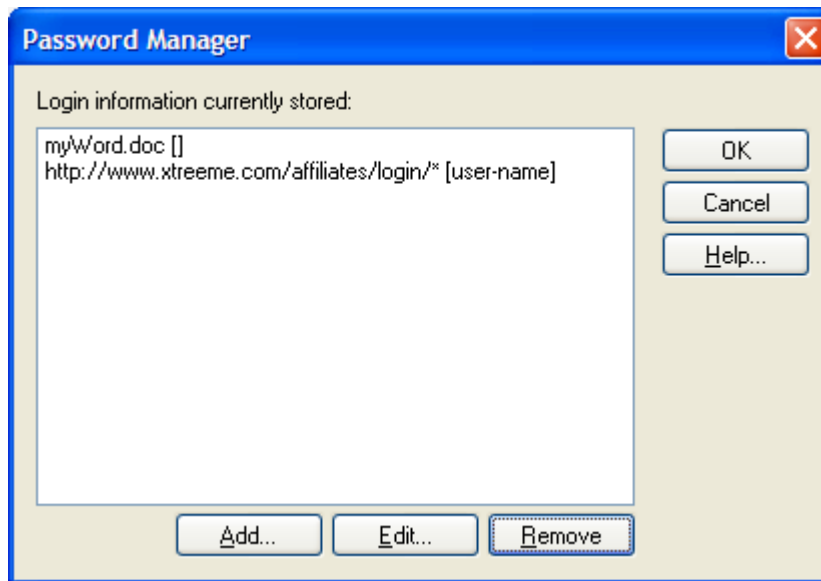 Password Manager
Login information currently stored:
myWord.doc []
http://www.xtreeme.com/affiliates/login/* [user-name]
OK
Cancel
Help...
Add...
Edit...
Remove